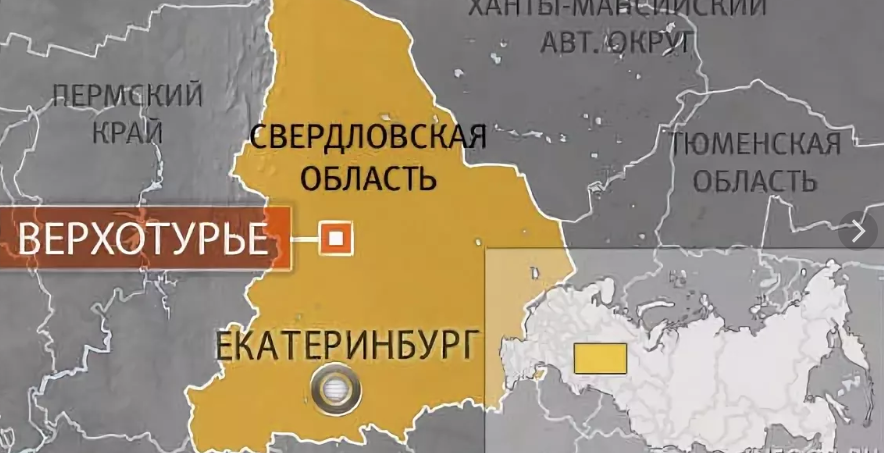 ХАНТЫ-МАНСИЙСКИЙ
АВТ. ОКРУГ
ПЕРМСКИЙ
КРАЙ
СВЕРДЛОВСКАЯ
ОБЛАСТЬ
ТЮМЕНСКАЯ
ОБЛАСТЬ
ВЕРХОТУРЬЕ
ЕКАТЕРИНБУРГ